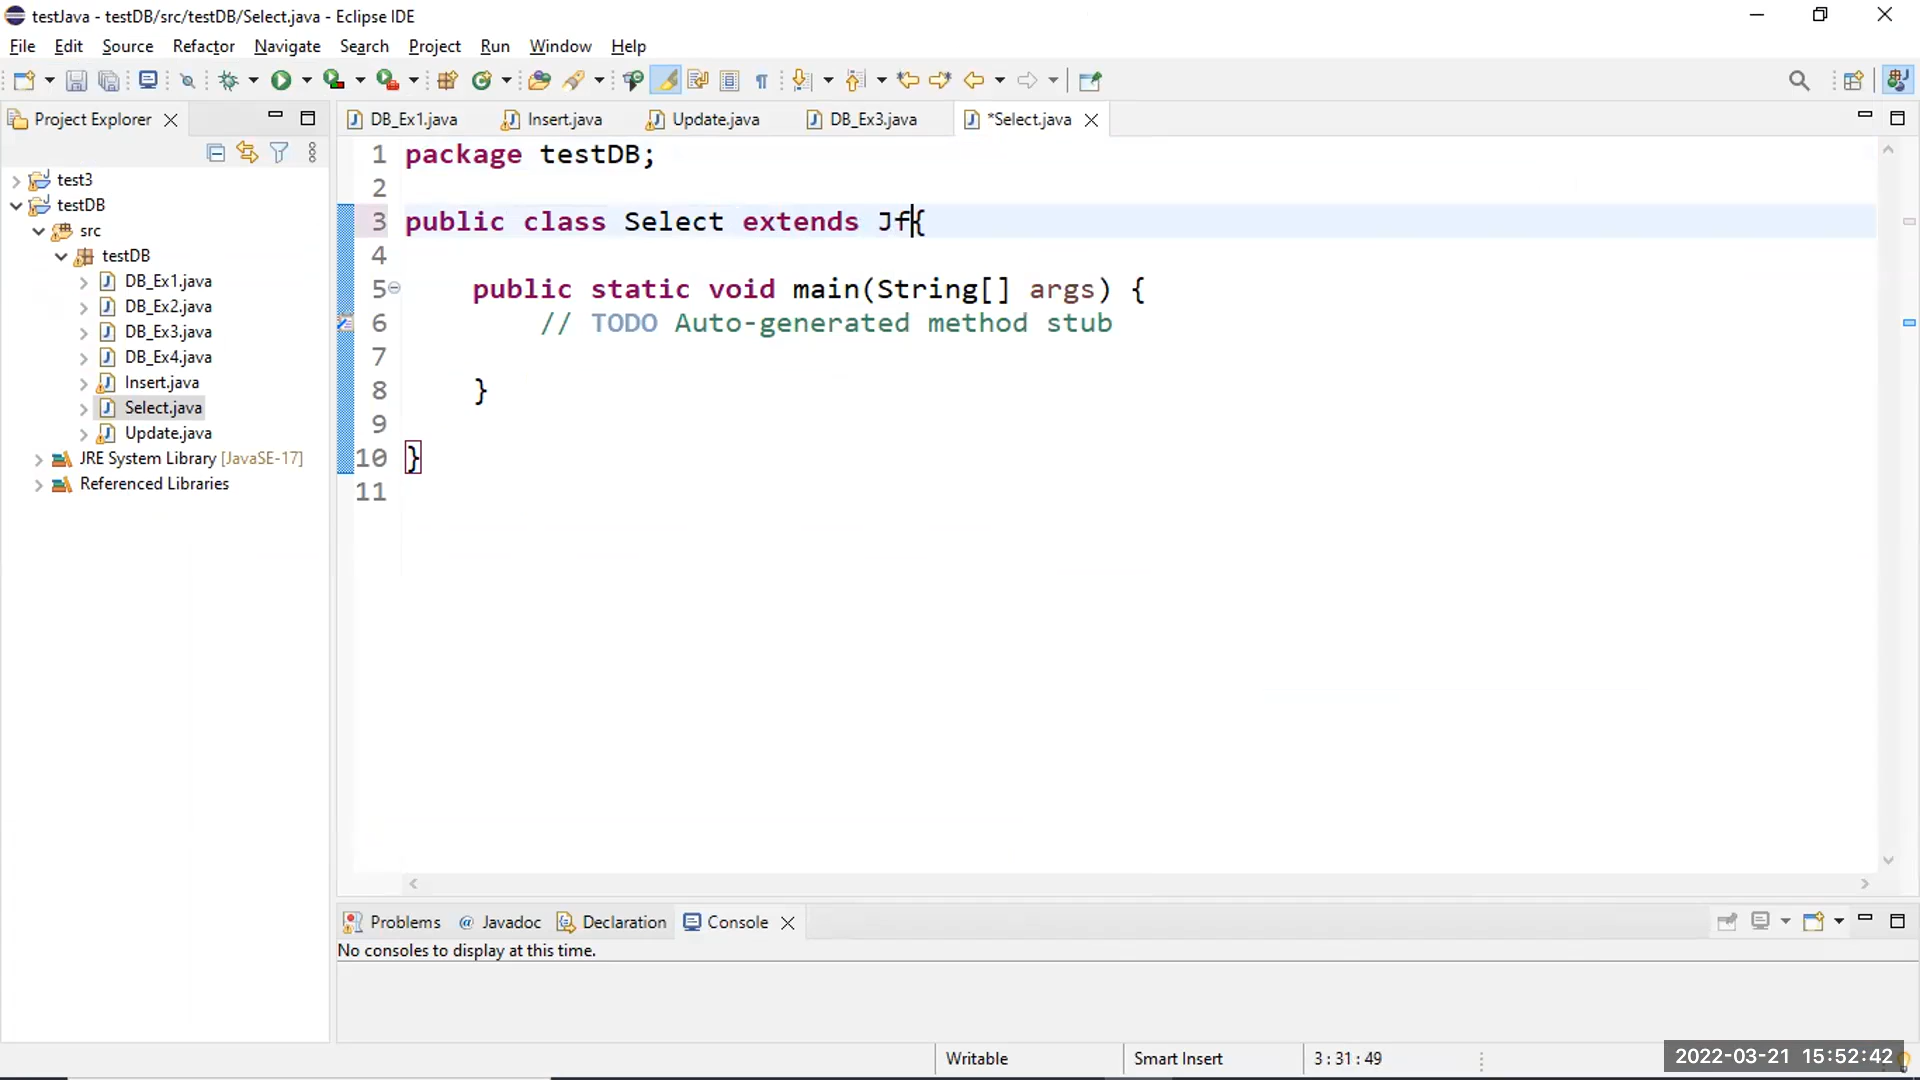 testJava - testDB/src/testDB/Select.java - Eclipse IDE
File Edit Source Refactor Navigate Search Project Run Window Help
Project Explorer
DB_Ex1.java Insert.java Update.java DB_Ex3.java *Select.java
test3
testDB
src
testDB
DB_Ex1.java
DB_Ex2.java
DB_Ex3.java
DB_Ex4.java
Insert.java
Select.java
Update.java
JRE System Library [JavaSE-17]
Referenced Libraries
1 package testDB;
2
3 public class Select extends Jf{
4
5 public static void main(String[] args) {
6 // TODO Auto-generated method stub
7
8 }
9
10 }
11
Problems @ Javadoc Declaration Console
No consoles to display at this time.
Writable Smart Insert 3 : 31 : 49
2022-03-21 15:52:42